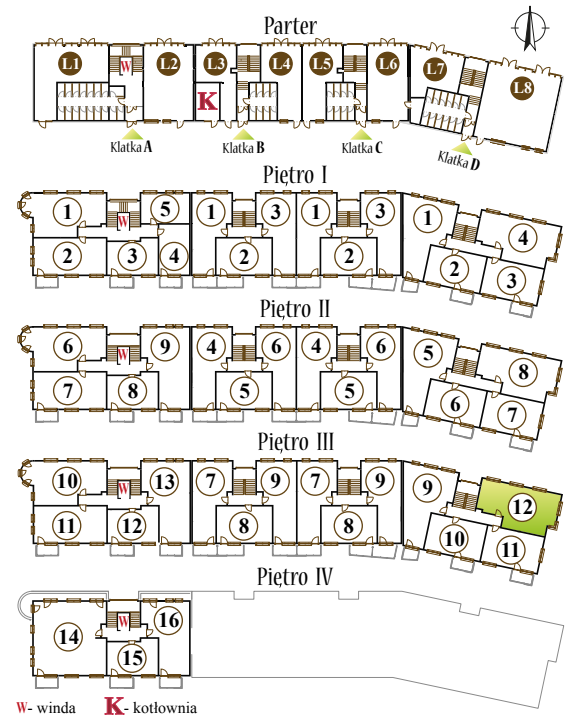 Parter
L1 L2 L3 L4 L5 L6 L7 L8
W
K
Klatka A Klatka B Klatka C Klatka D
Piętro I
1 5 1 3 1 3 1 4
W
2 3 4 2 2 2 3
Piętro II
6 9 4 6 4 6 5 8
W
7 8 5 5 6 7
Piętro III
10 13 7 9 7 9 9 12
W
11 12 8 8 10 11
Piętro IV
14 16
W
15
W- winda K- kotłownia